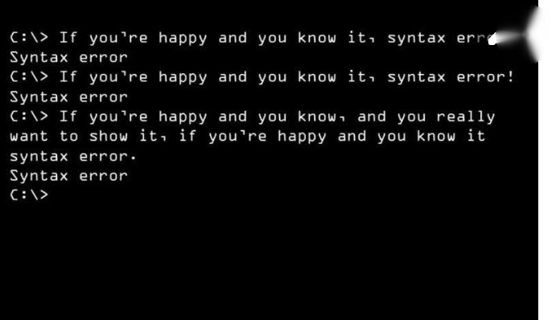 C:\> If you're happy and you know it, syntax
Syntax error
C:\> If you're happy and you know it, syntax error!
Syntax error
C:\> If you're happy and you know, and you really
want to show it, if you're happy and you know it
syntax error.
Syntax error
C:\>